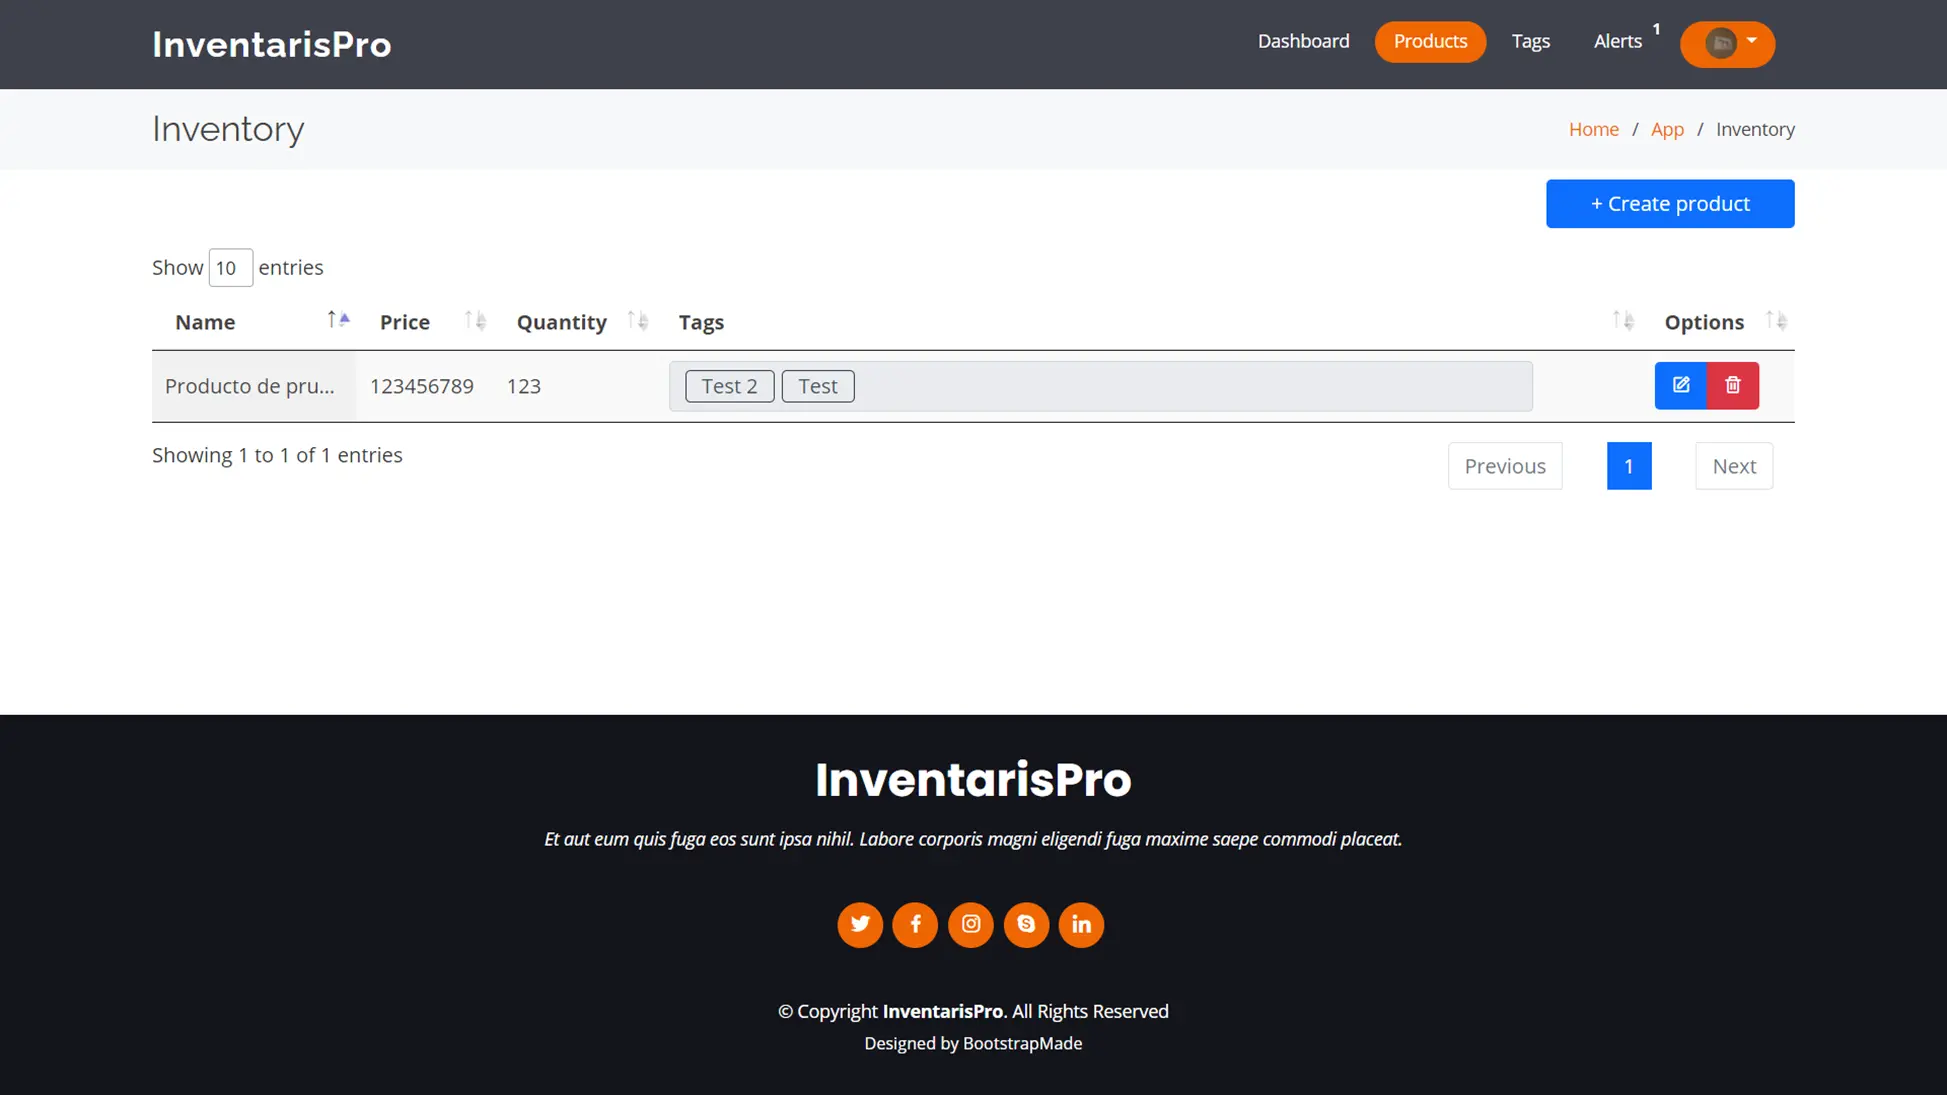 InventarisPro
Dashboard Products Tags Alerts 1
Inventory
Home / App / Inventory
+ Create product
Show 10 entries
Name Price Quantity Tags Options
Producto de pru... 123456789 123 Test 2 Test
Showing 1 to 1 of 1 entries
Previous 1 Next
InventarisPro
Et aut eum quis fuga eos sunt ipsa nihil. Labore corporis magni eligendi fuga maxime saepe commodi placeat.
© Copyright InventarisPro. All Rights Reserved
Designed by BootstrapMade